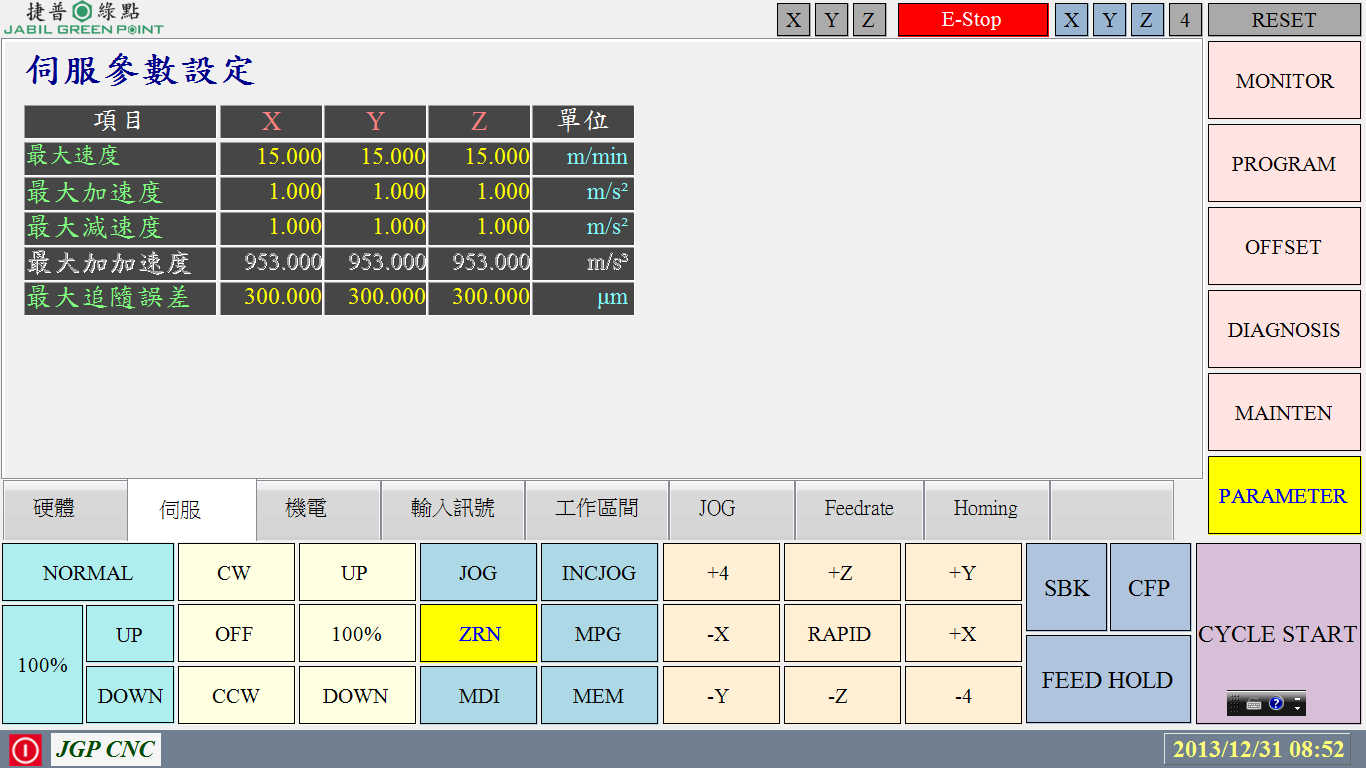 捷普 綠點
JABIL GREEN POINT
X Y Z E-Stop X Y Z 4 RESET
伺服參數設定
項目 X Y Z 單位
最大速度 15.000 15.000 15.000 m/min
最大加速度 1.000 1.000 1.000 m/s²
最大減速度 1.000 1.000 1.000 m/s²
最大加加速度 953.000 953.000 953.000 m/s³
最大追隨誤差 300.000 300.000 300.000 μm
MONITOR
PROGRAM
OFFSET
DIAGNOSIS
MAINTEN
PARAMETER
硬體 伺服 機電 輸入訊號 工作區間 JOG Feedrate Homing
NORMAL CW UP JOG INCJOG +4 +Z +Y
SBK CFP
100% UP OFF 100% ZRN MPG -X RAPID +X
CYCLE START
FEED HOLD
DOWN CCW DOWN MDI MEM -Y -Z -4
JGP CNC
2013/12/31 08:52